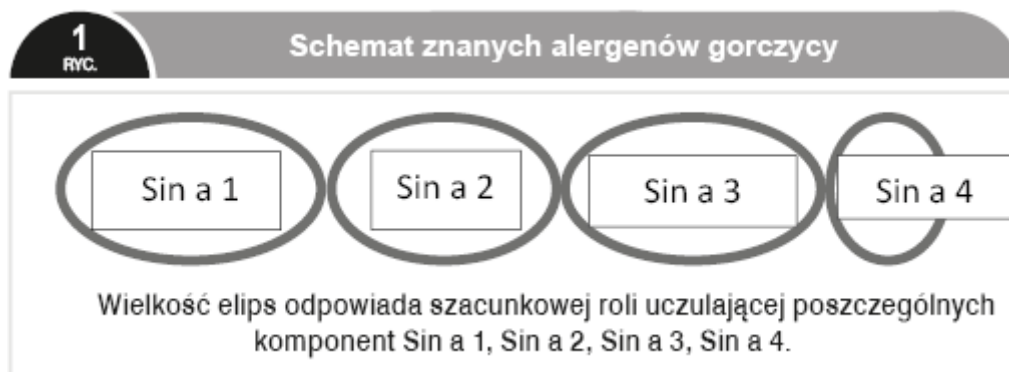 1
RYC.
Schemat znanych alergenów gorczycy
Sin a 1
Sin a 2
Sin a 3
Sin a 4
Wielkość elips odpowiada szacunkowej roli uczulającej poszczególnych
komponent Sin a 1, Sin a 2, Sin a 3, Sin a 4.